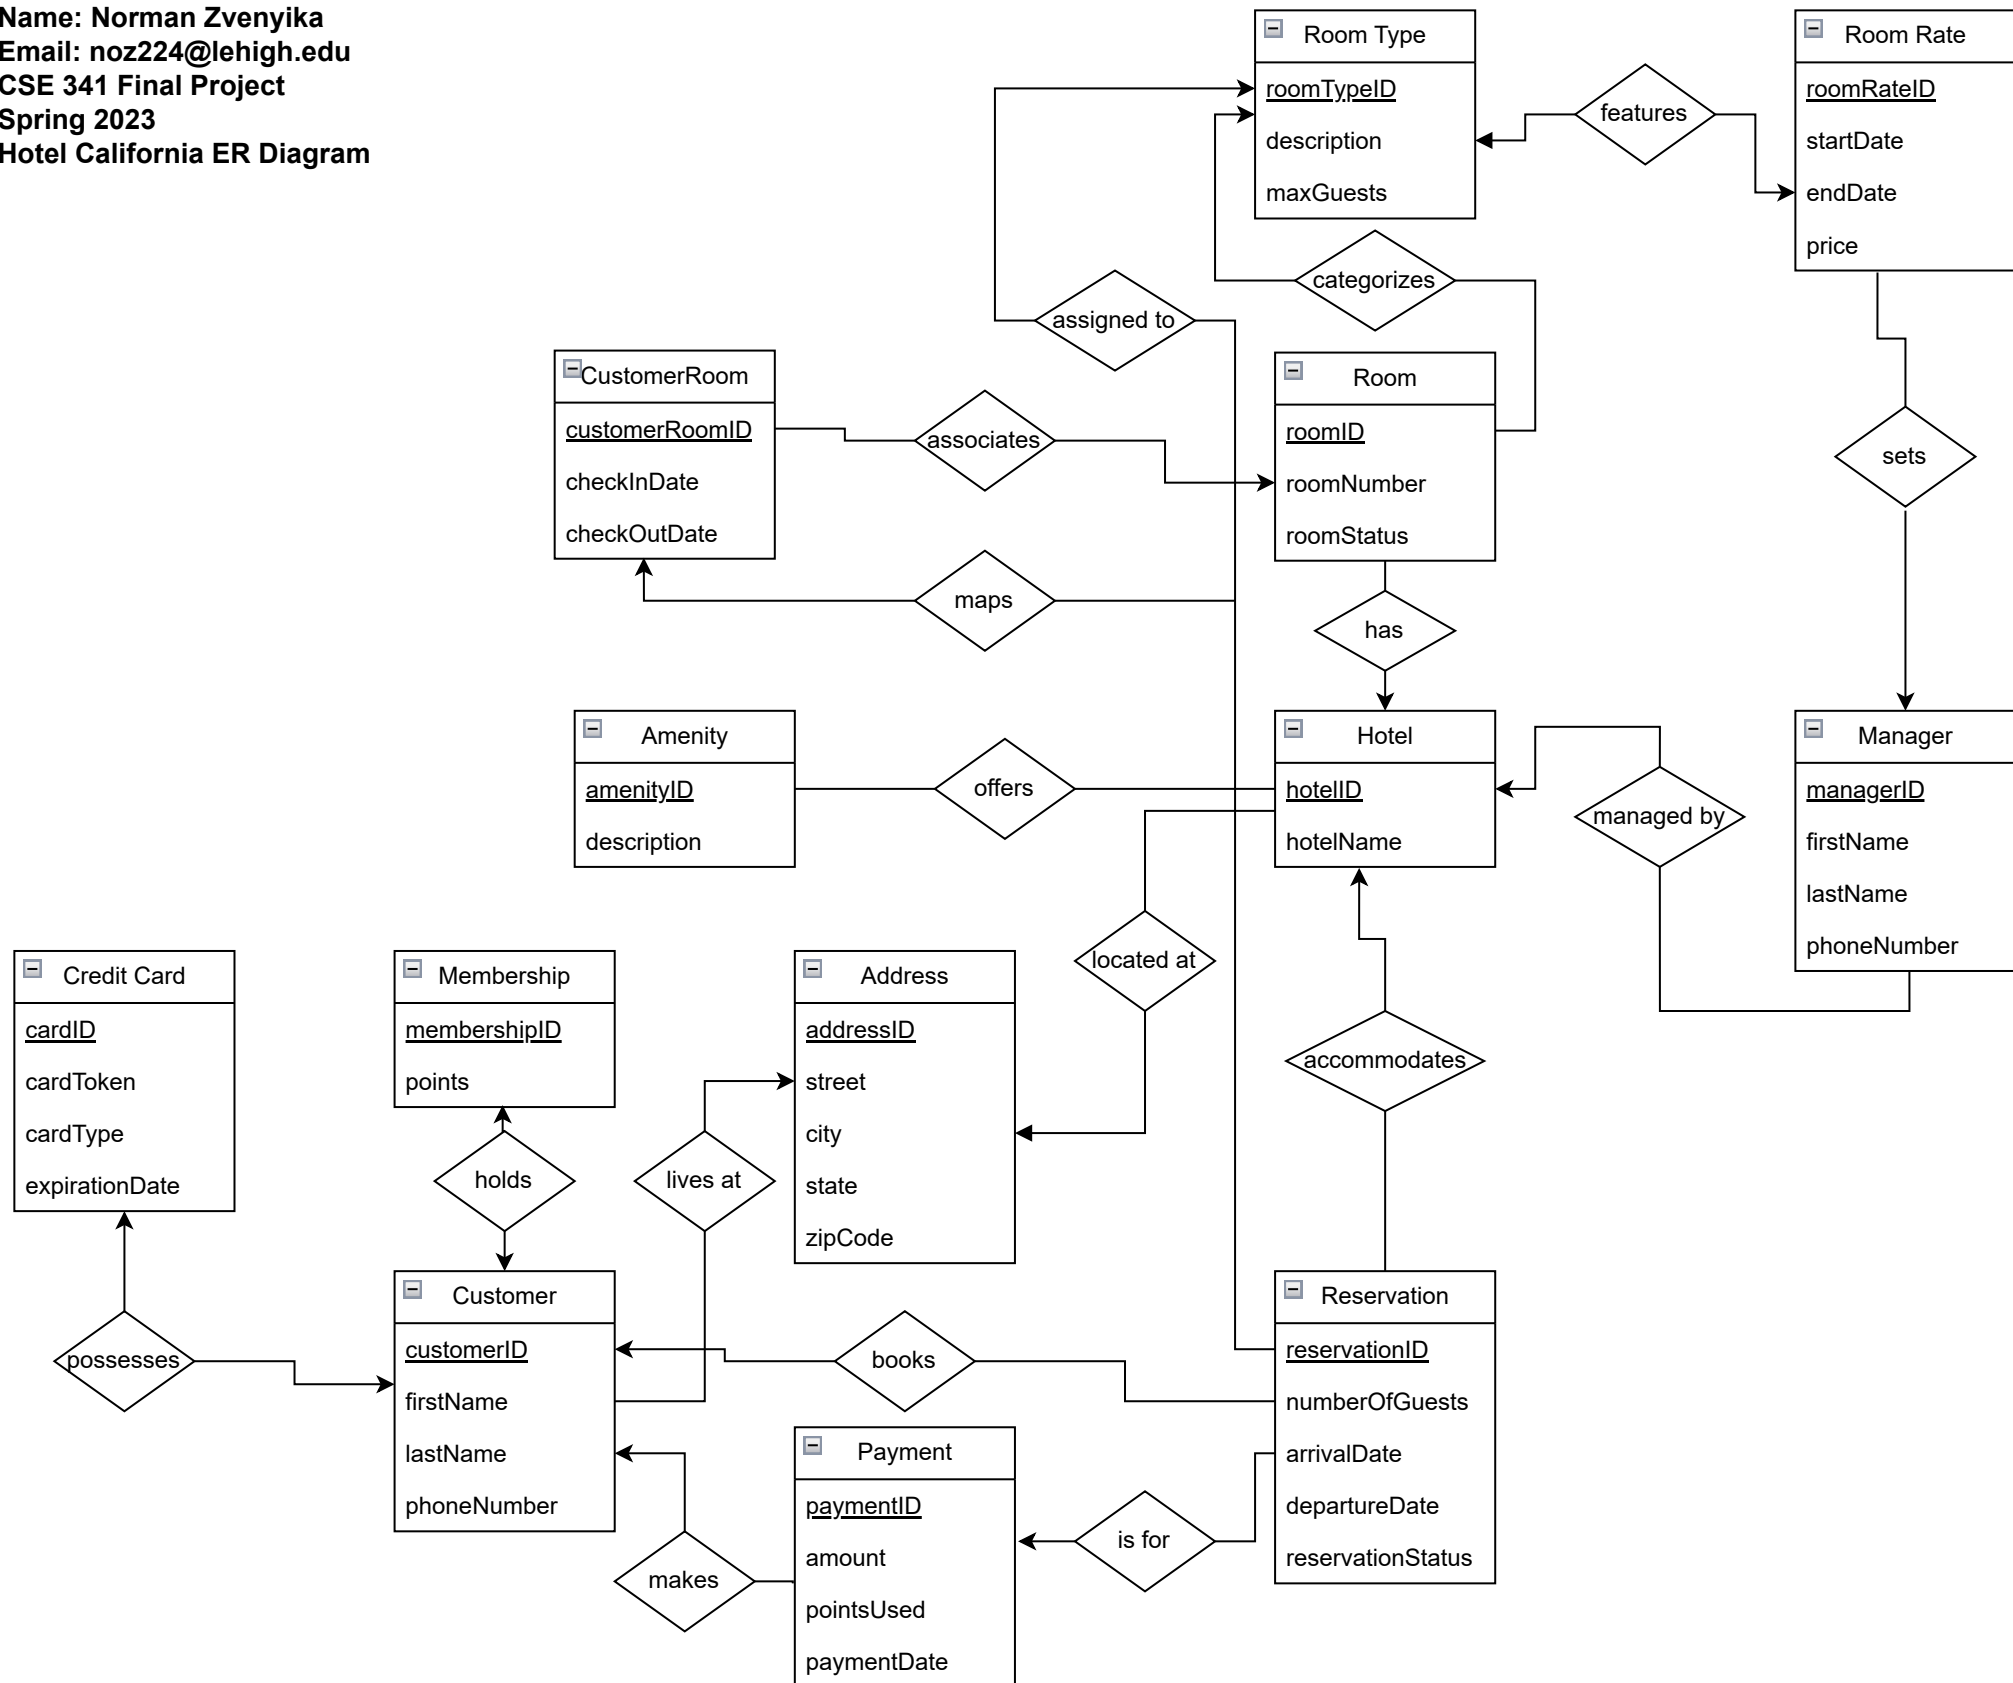 Name: Norman Zvenyika
Email: noz224@lehigh.edu
CSE 341 Final Project
Spring 2023
Hotel California ER Diagram
Room Type
roomTypeID
description
maxGuests
features
Room Rate
roomRateID
startDate
endDate
price
categorizes
assigned to
CustomerRoom
customerRoomID
checkInDate
checkOutDate
associates
Room
roomID
roomNumber
roomStatus
sets
maps
has
Amenity
amenityID
description
offers
Hotel
hotelID
hotelName
managed by
Manager
managerID
firstName
lastName
phoneNumber
Credit Card
cardID
cardToken
cardType
expirationDate
Membership
membershipID
points
holds
lives at
Address
addressID
street
city
state
zipCode
located at
accommodates
possesses
Customer
customerID
firstName
lastName
phoneNumber
books
Reservation
reservationID
numberOfGuests
arrivalDate
departureDate
reservationStatus
makes
Payment
paymentID
amount
pointsUsed
paymentDate
is for